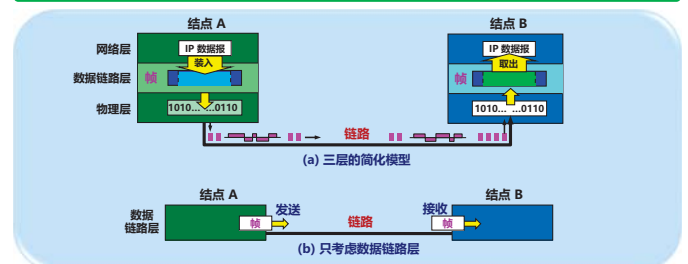 结点 A
结点 B
网络层
IP 数据报
IP 数据报
装入
取出
数据链路层
帧
帧
物理层
1010… …0110
1010… …0110
链路
(a) 三层的简化模型
结点 A
结点 B
数据
链路层
帧
发送
链路
接收
帧
(b) 只考虑数据链路层